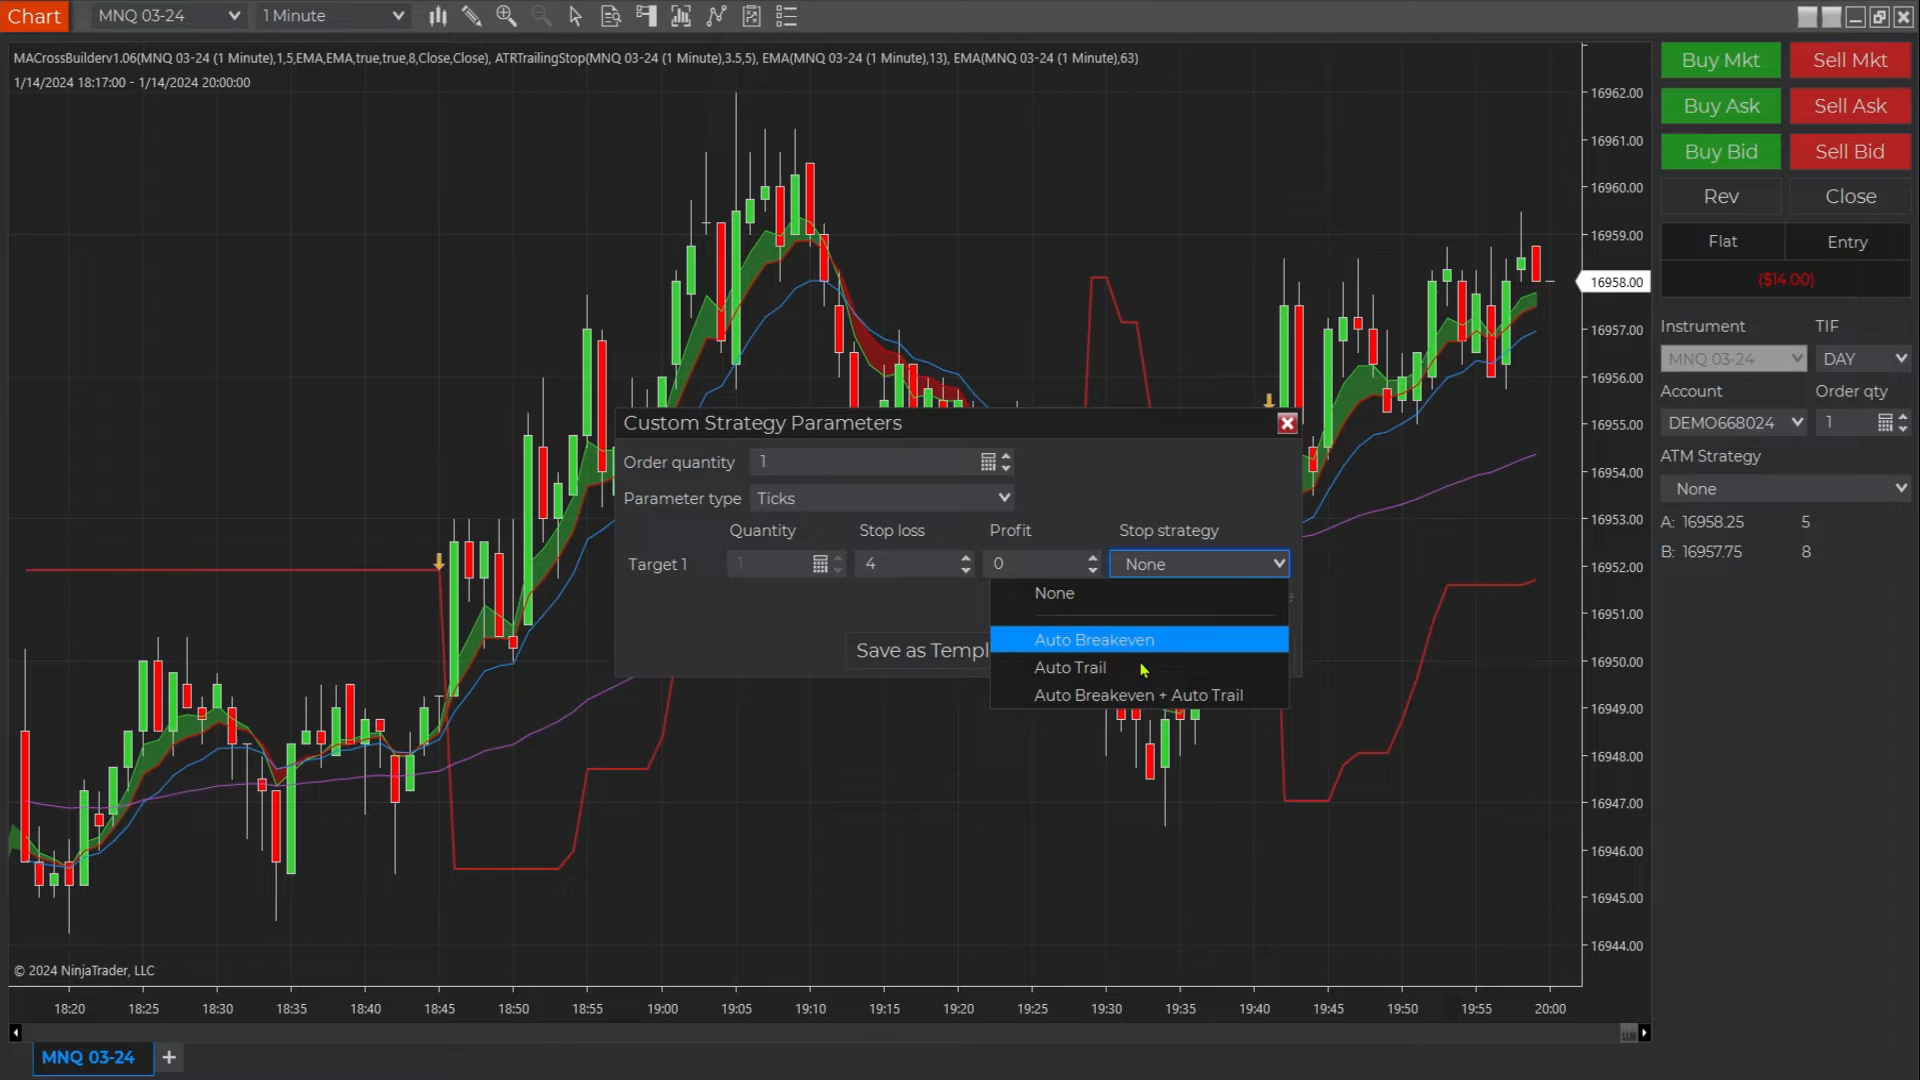 Chart MNQ 03-24 1 Minute
MACrossBuilderv1.06(MNQ 03-24 (1 Minute),1,5,EMA,EMA,true,true,8,Close,Close), ATRTrailingStop(MNQ 03-24 (1 Minute),3.5,5), EMA(MNQ 03-24 (1 Minute),13), EMA(MNQ 03-24 (1 Minute),63)
1/14/2024 18:17:00 - 1/14/2024 20:00:00
16962.00
16961.00
16960.00
16959.00
16958.00
16957.00
16956.00
16955.00
16954.00
16953.00
16952.00
16951.00
16950.00
16949.00
16948.00
16947.00
16946.00
16945.00
16944.00
Buy Mkt Sell Mkt
Buy Ask Sell Ask
Buy Bid Sell Bid
Rev Close
Flat Entry
($14.00)
Instrument TIF
MNQ 03-24 DAY
Account Order qty
DEMO668024 1
ATM Strategy
None
A: 16958.25 5
B: 16957.75 8
Custom Strategy Parameters
Order quantity 1
Parameter type Ticks
Quantity Stop loss Profit Stop strategy
Target 1 1 4 0 None
None
Auto Breakeven
Auto Trail
Auto Breakeven + Auto Trail
Save as Templ
© 2024 NinjaTrader, LLC
18:20 18:25 18:30 18:35 18:40 18:45 18:50 18:55 19:00 19:05 19:10 19:15 19:20 19:25 19:30 19:35 19:40 19:45 19:50 19:55 20:00
MNQ 03-24 +